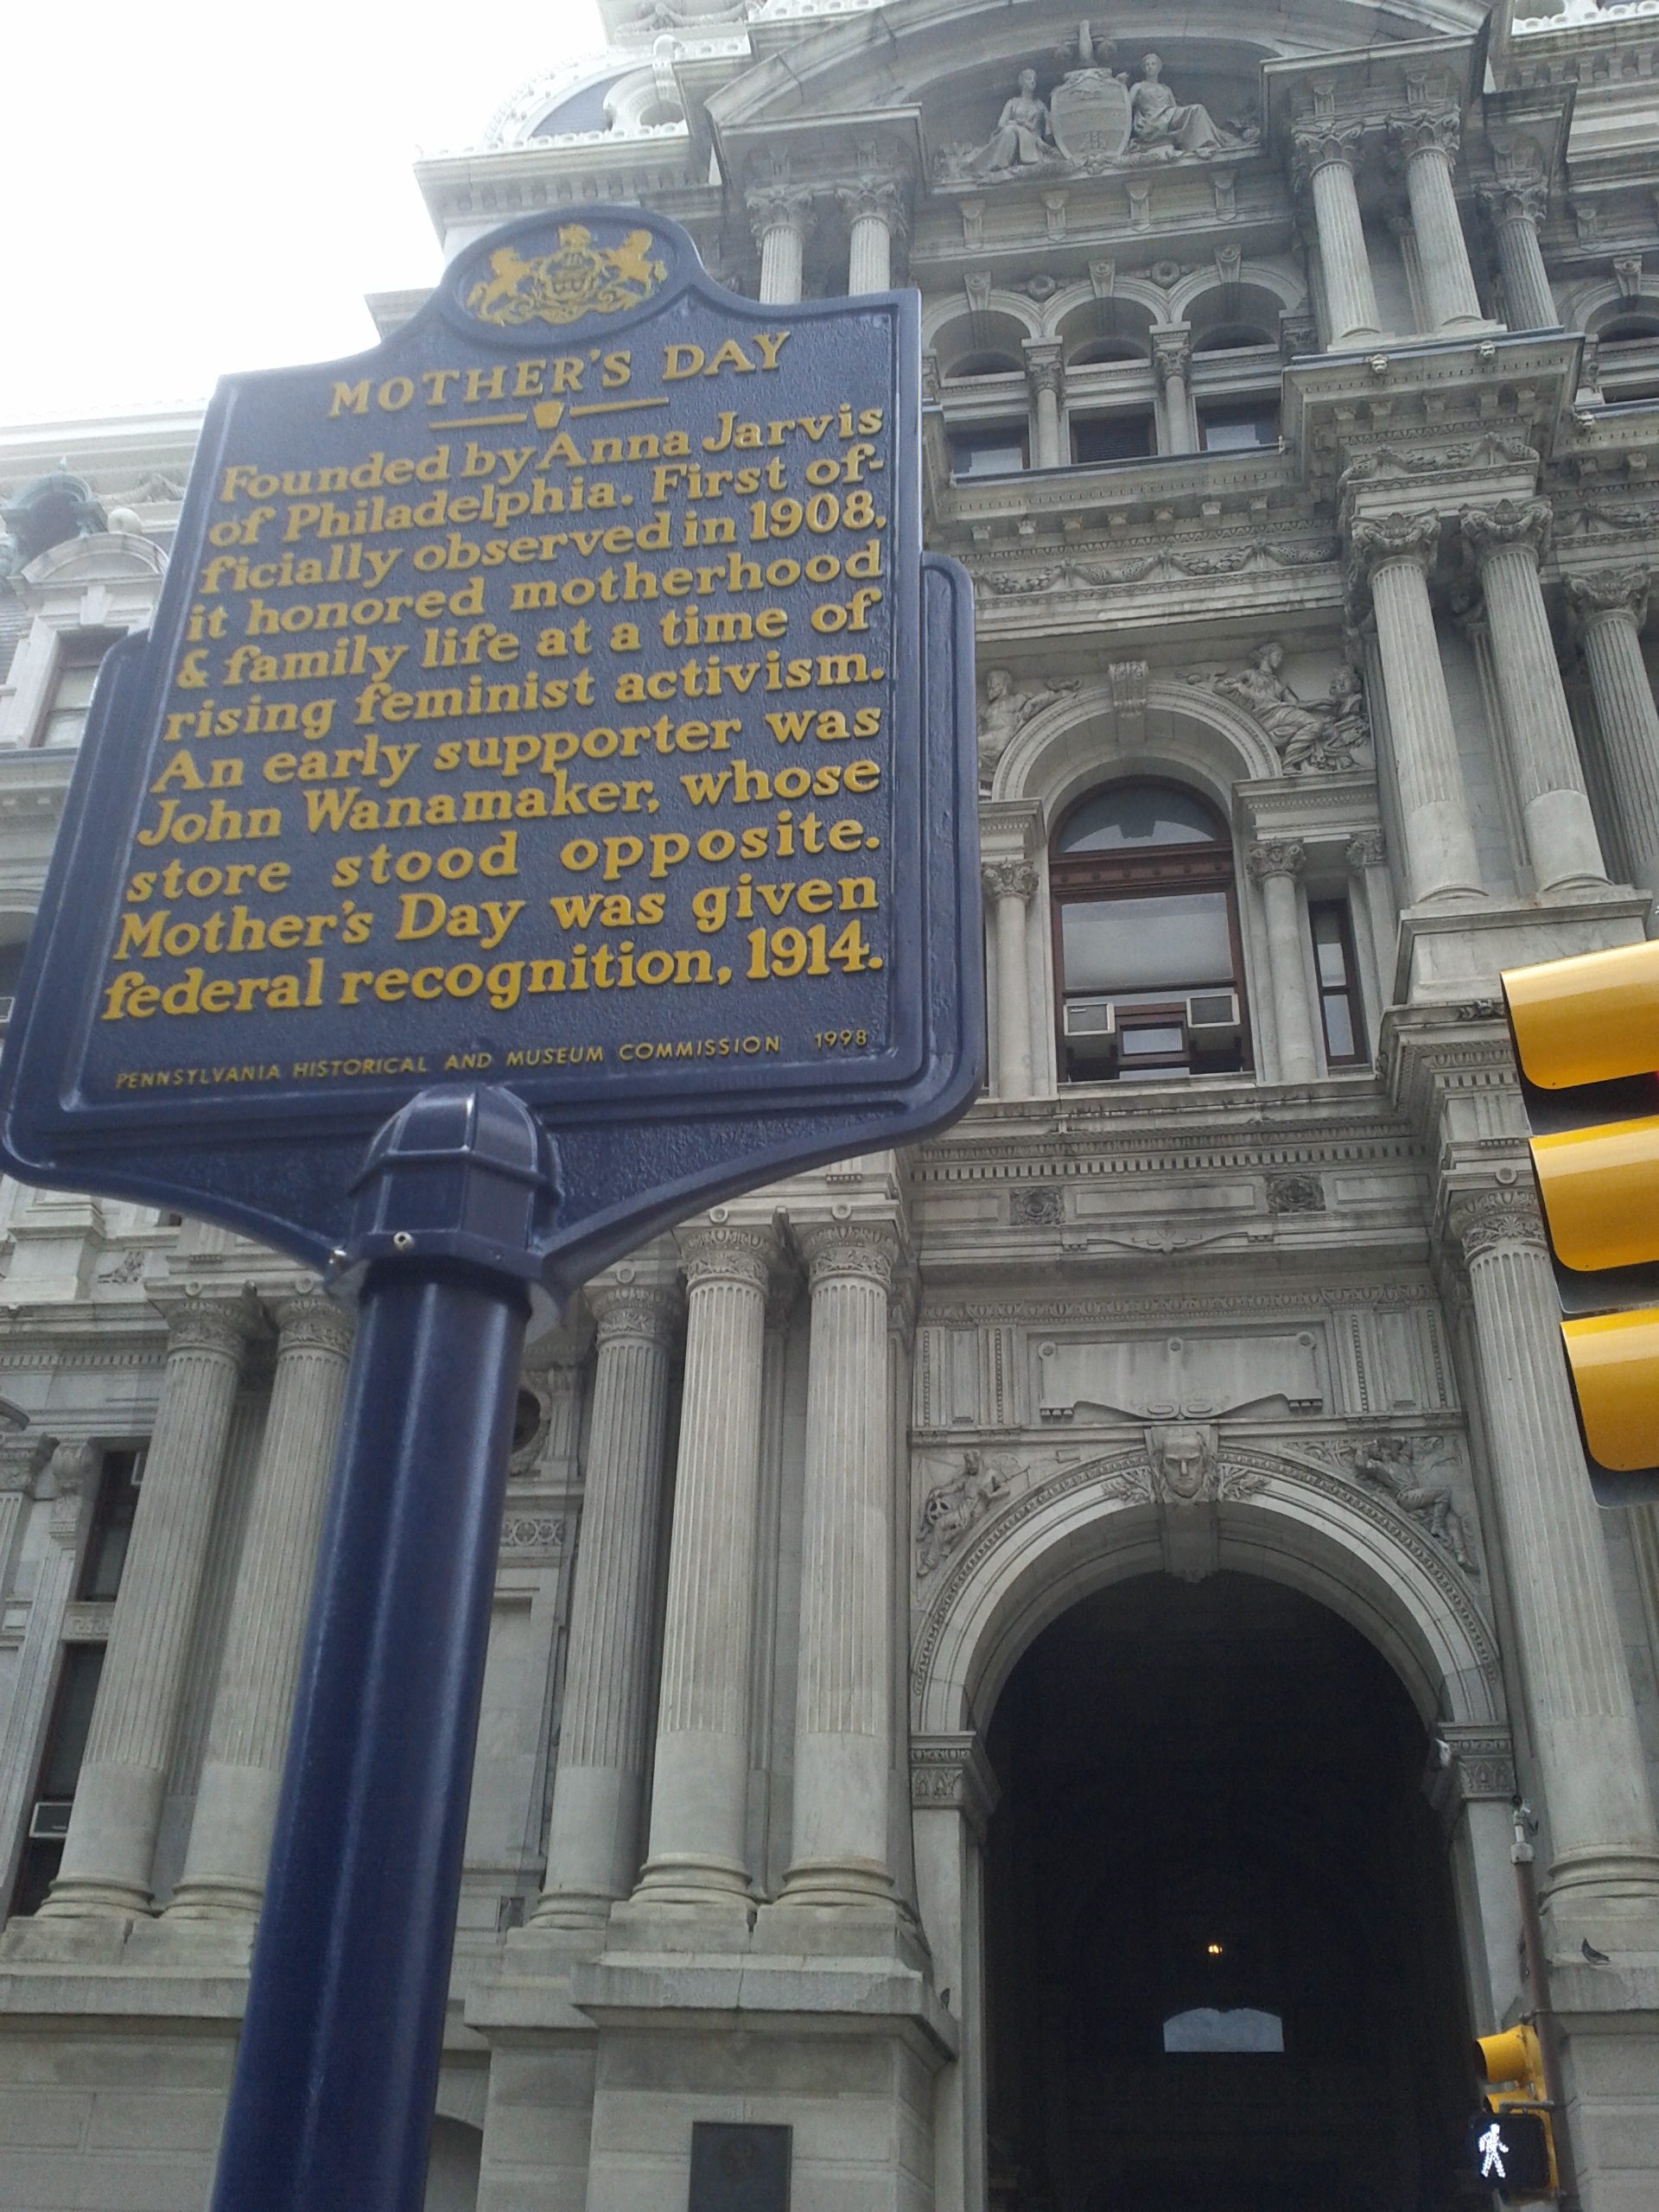 MOTHER'S DAY
Founded by Anna Jarvis
of Philadelphia. First of-
ficially observed in 1908,
it honored motherhood
& family life at a time of
rising feminist activism.
An early supporter was
John Wanamaker, whose
store stood opposite.
Mother's Day was given
federal recognition, 1914.
PENNSYLVANIA HISTORICAL AND MUSEUM COMMISSION 1998